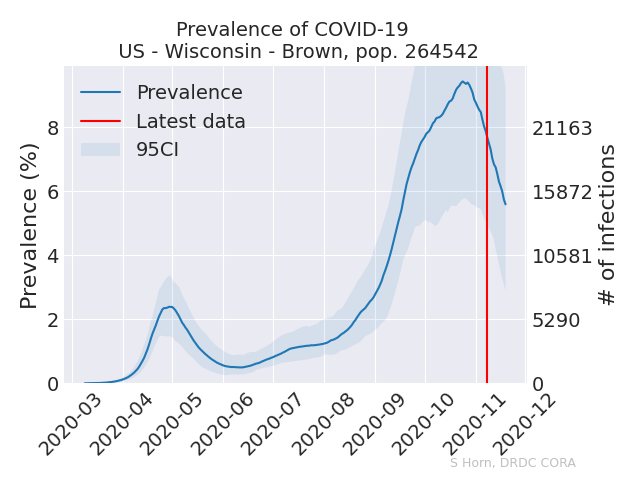 Prevalence of COVID-19
US - Wisconsin - Brown, pop. 264542
Prevalence
Latest data
95CI
Prevalence (%)
8
6
4
2
0
21163
15872
10581
5290
0
# of infections
2020-03
2020-04
2020-05
2020-06
2020-07
2020-08
2020-09
2020-10
2020-11
2020-12
S Horn, DRDC CORA